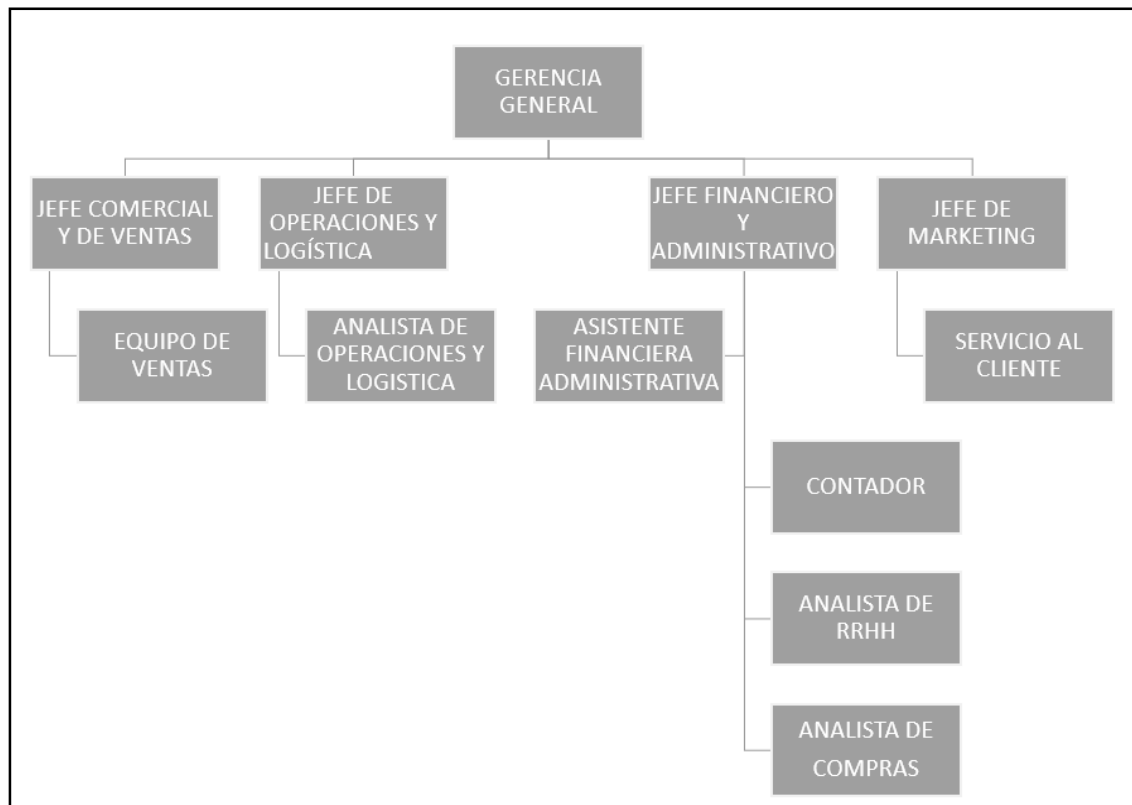 GERENCIA
GENERAL
JEFE COMERCIAL
Y DE VENTAS
JEFE DE
OPERACIONES Y
LOGÍSTICA
JEFE FINANCIERO
Y
ADMINISTRATIVO
JEFE DE
MARKETING
EQUIPO DE
VENTAS
ANALISTA DE
OPERACIONES Y
LOGISTICA
ASISTENTE
FINANCIERA
ADMINISTRATIVA
SERVICIO AL
CLIENTE
CONTADOR
ANALISTA DE
RRHH
ANALISTA DE
COMPRAS